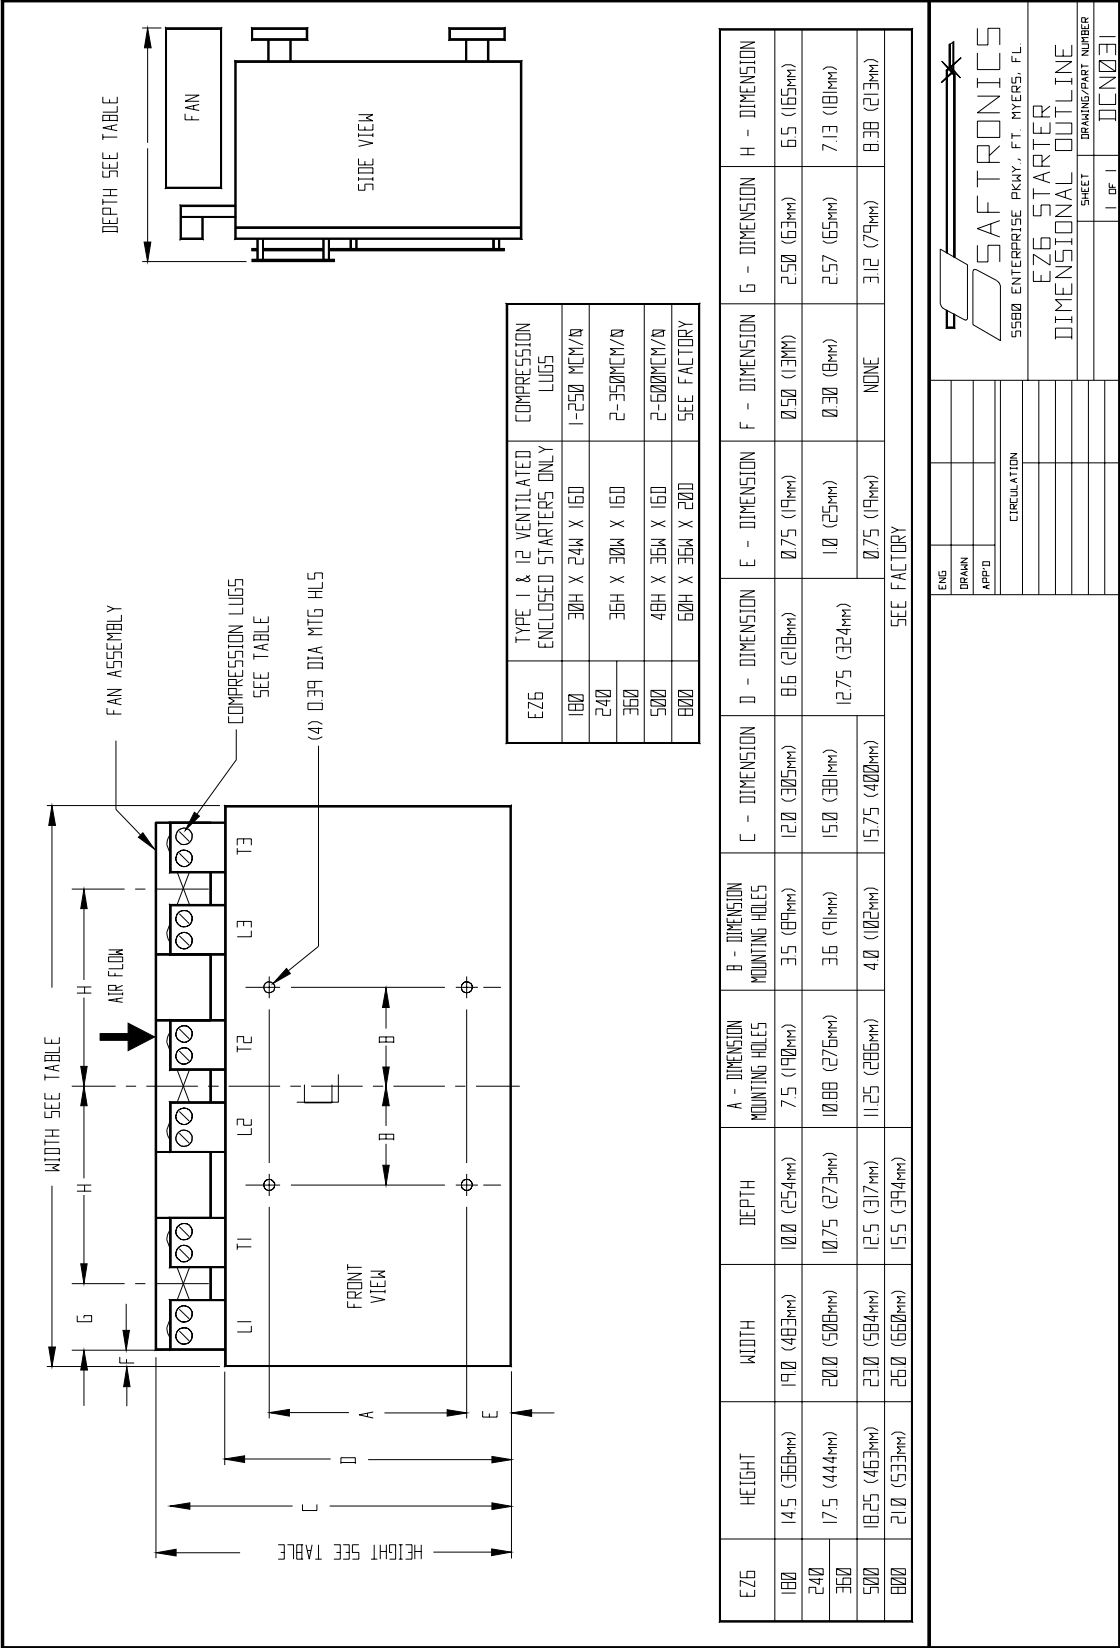 WIDTH SEE TABLE
G
H
H
F
AIR FLOW
FAN ASSEMBLY
COMPRESSION LUGS
SEE TABLE
(4) 0.39 DIA MTG HLS
L1 T1 L2 T2 L3 T3
B B
FRONT
VIEW
A
E
D
C
HEIGHT SEE TABLE
DEPTH SEE TABLE
FAN
SIDE VIEW
EZ6 TYPE 1 & 12 VENTILATED ENCLOSED STARTERS ONLY COMPRESSION LUGS
180 30H X 24W X 16D 1-250 MCM/Ø
240 36H X 30W X 16D 2-350MCM/Ø
360
500 48H X 36W X 16D 2-600MCM/Ø
800 60H X 36W X 20D SEE FACTORY
EZ6 HEIGHT WIDTH DEPTH A - DIMENSION MOUNTING HOLES B - DIMENSION MOUNTING HOLES C - DIMENSION D - DIMENSION E - DIMENSION F - DIMENSION G - DIMENSION H - DIMENSION
180 14.5 (368MM) 19.0 (483MM) 10.0 (254MM) 7.5 (190MM) 3.5 (89MM) 12.0 (305MM) 8.6 (218MM) 0.75 (19MM) 0.50 (13MM) 2.50 (63MM) 6.5 (165MM)
240 17.5 (444MM) 20.0 (508MM) 10.75 (273MM) 10.88 (276MM) 3.6 (91MM) 15.0 (381MM) 12.75 (324MM) 1.0 (25MM) 0.30 (8MM) 2.57 (65MM) 7.13 (181MM)
360
500 18.25 (463MM) 23.0 (584MM) 12.5 (317MM) 11.25 (286MM) 4.0 (102MM) 15.75 (400MM) 0.75 (19MM) NONE 3.12 (79MM) 8.38 (213MM)
800 21.0 (533MM) 26.0 (660MM) 15.5 (394MM) SEE FACTORY
ENG
DRAWN
APP'D
CIRCULATION
SAFTRONICS
5580 ENTERPRISE PKWY., FT. MYERS, FL.
EZ6 STARTER
DIMENSIONAL OUTLINE
SHEET DRAWING/PART NUMBER
1 OF 1 DCN031